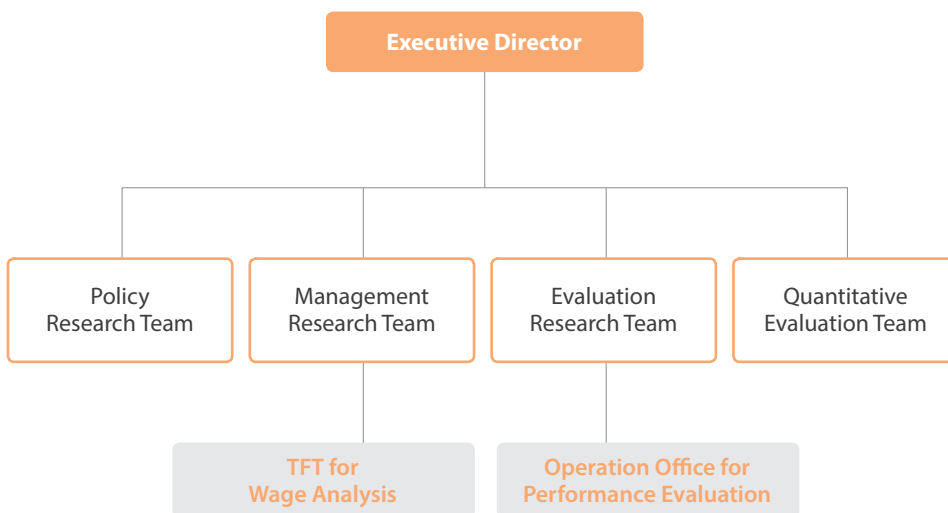 Executive Director
Policy
Research Team
Management
Research Team
Evaluation
Research Team
Quantitative
Evaluation Team
TFT for
Wage Analysis
Operation Office for
Performance Evaluation